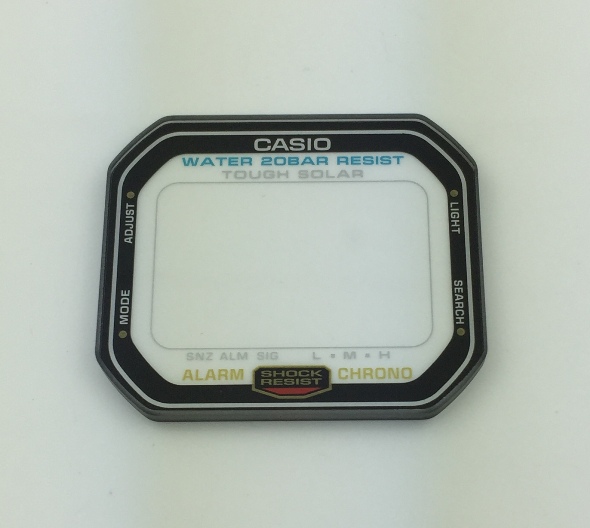 CASIO
WATER 20BAR RESIST
TOUGH SOLAR
ADJUST
LIGHT
MODE
SEARCH
SNZ ALM SIG L • M • H
ALARM SHOCK RESIST CHRONO